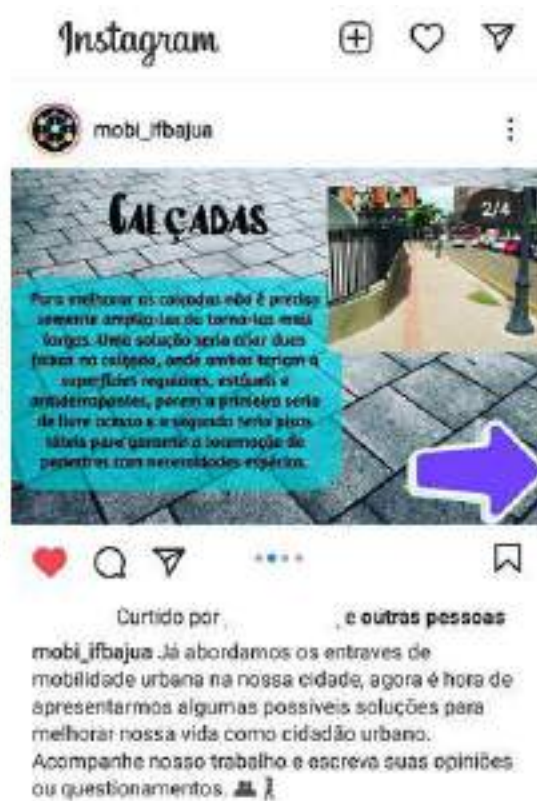 Instagram
mobi_ifbajua
CALÇADAS
2/4
Para melhorar as calçadas não é preciso
somente ampliá-las ou torna-las mais
largas. Uma solução seria criar duas
faixas na calçada, onde ambas teriam a
superfícies regulares, estáveis e
antiderrapantes, porem a primeira seria
de livre acesso e a segunda seria pisos
táteis para garantir a locomoção de
pedestres com necessidades
Curtido por
e outras pessoas
mobi_ifbajua Já abordamos os entraves de
mobilidade urbana na nossa cidade, agora é hora de
apresentarmos algumas possíveis soluções para
melhorar nossa vida como cidadão urbano.
Acompanhe nosso trabalho e escreva suas opiniões
ou questionamentos.